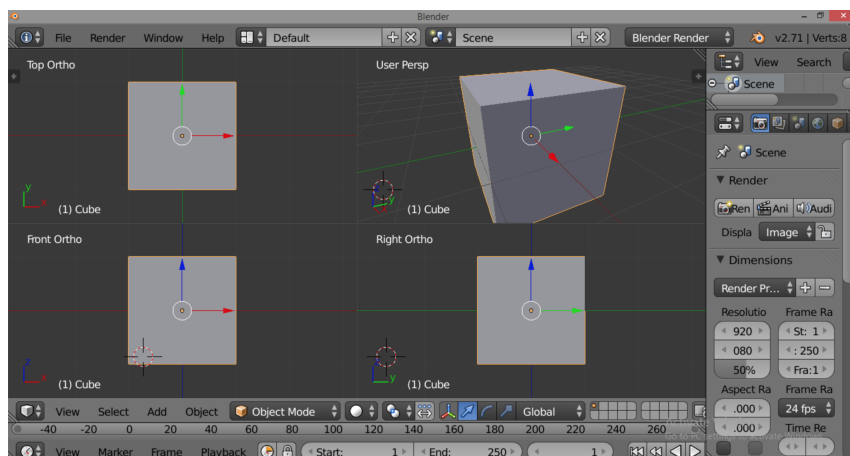 Blender
File Render Window Help Default Scene Blender Render v2.71 | Verts:8
Top Ortho
User Persp
View Search
Scene
y
x
(1) Cube
(1) Cube
Scene
Render
Ren Ani Audi
Displa Image
Front Ortho
Right Ortho
Dimensions
Render Pr...
Resolutio Frame Ra
920 St: 1
080 : 250
50% Fra:1
z
x
(1) Cube
z
y
(1) Cube
Aspect Ra Frame Ra
.000 24 fps
.000 Time Re
View Select Add Object Object Mode Global
-40 -20 0 20 40 60 80 100 120 140 160 180 200 220 240 260
View Marker Frame Playback Start: 1 End: 250 1